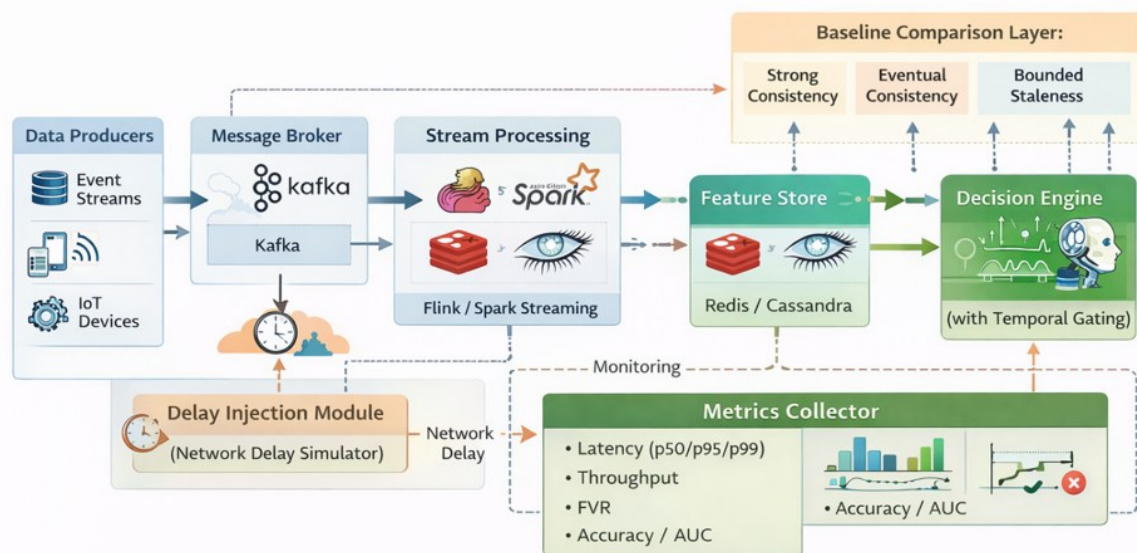 Baseline Comparison Layer:
Strong
Consistency
Eventual
Consistency
Bounded
Staleness
Data Producers
Event
Streams
IoT
Devices
Message Broker
kafka
Kafka
Stream Processing
Spark
Flink / Spark Streaming
Feature Store
Redis / Cassandra
Decision Engine
(with Temporal Gating)
Monitoring
Delay Injection Module
(Network Delay Simulator)
Network
Delay
Metrics Collector
• Latency (p50/p95/p99)
• Throughput
• FVR
• Accuracy / AUC
• Accuracy / AUC